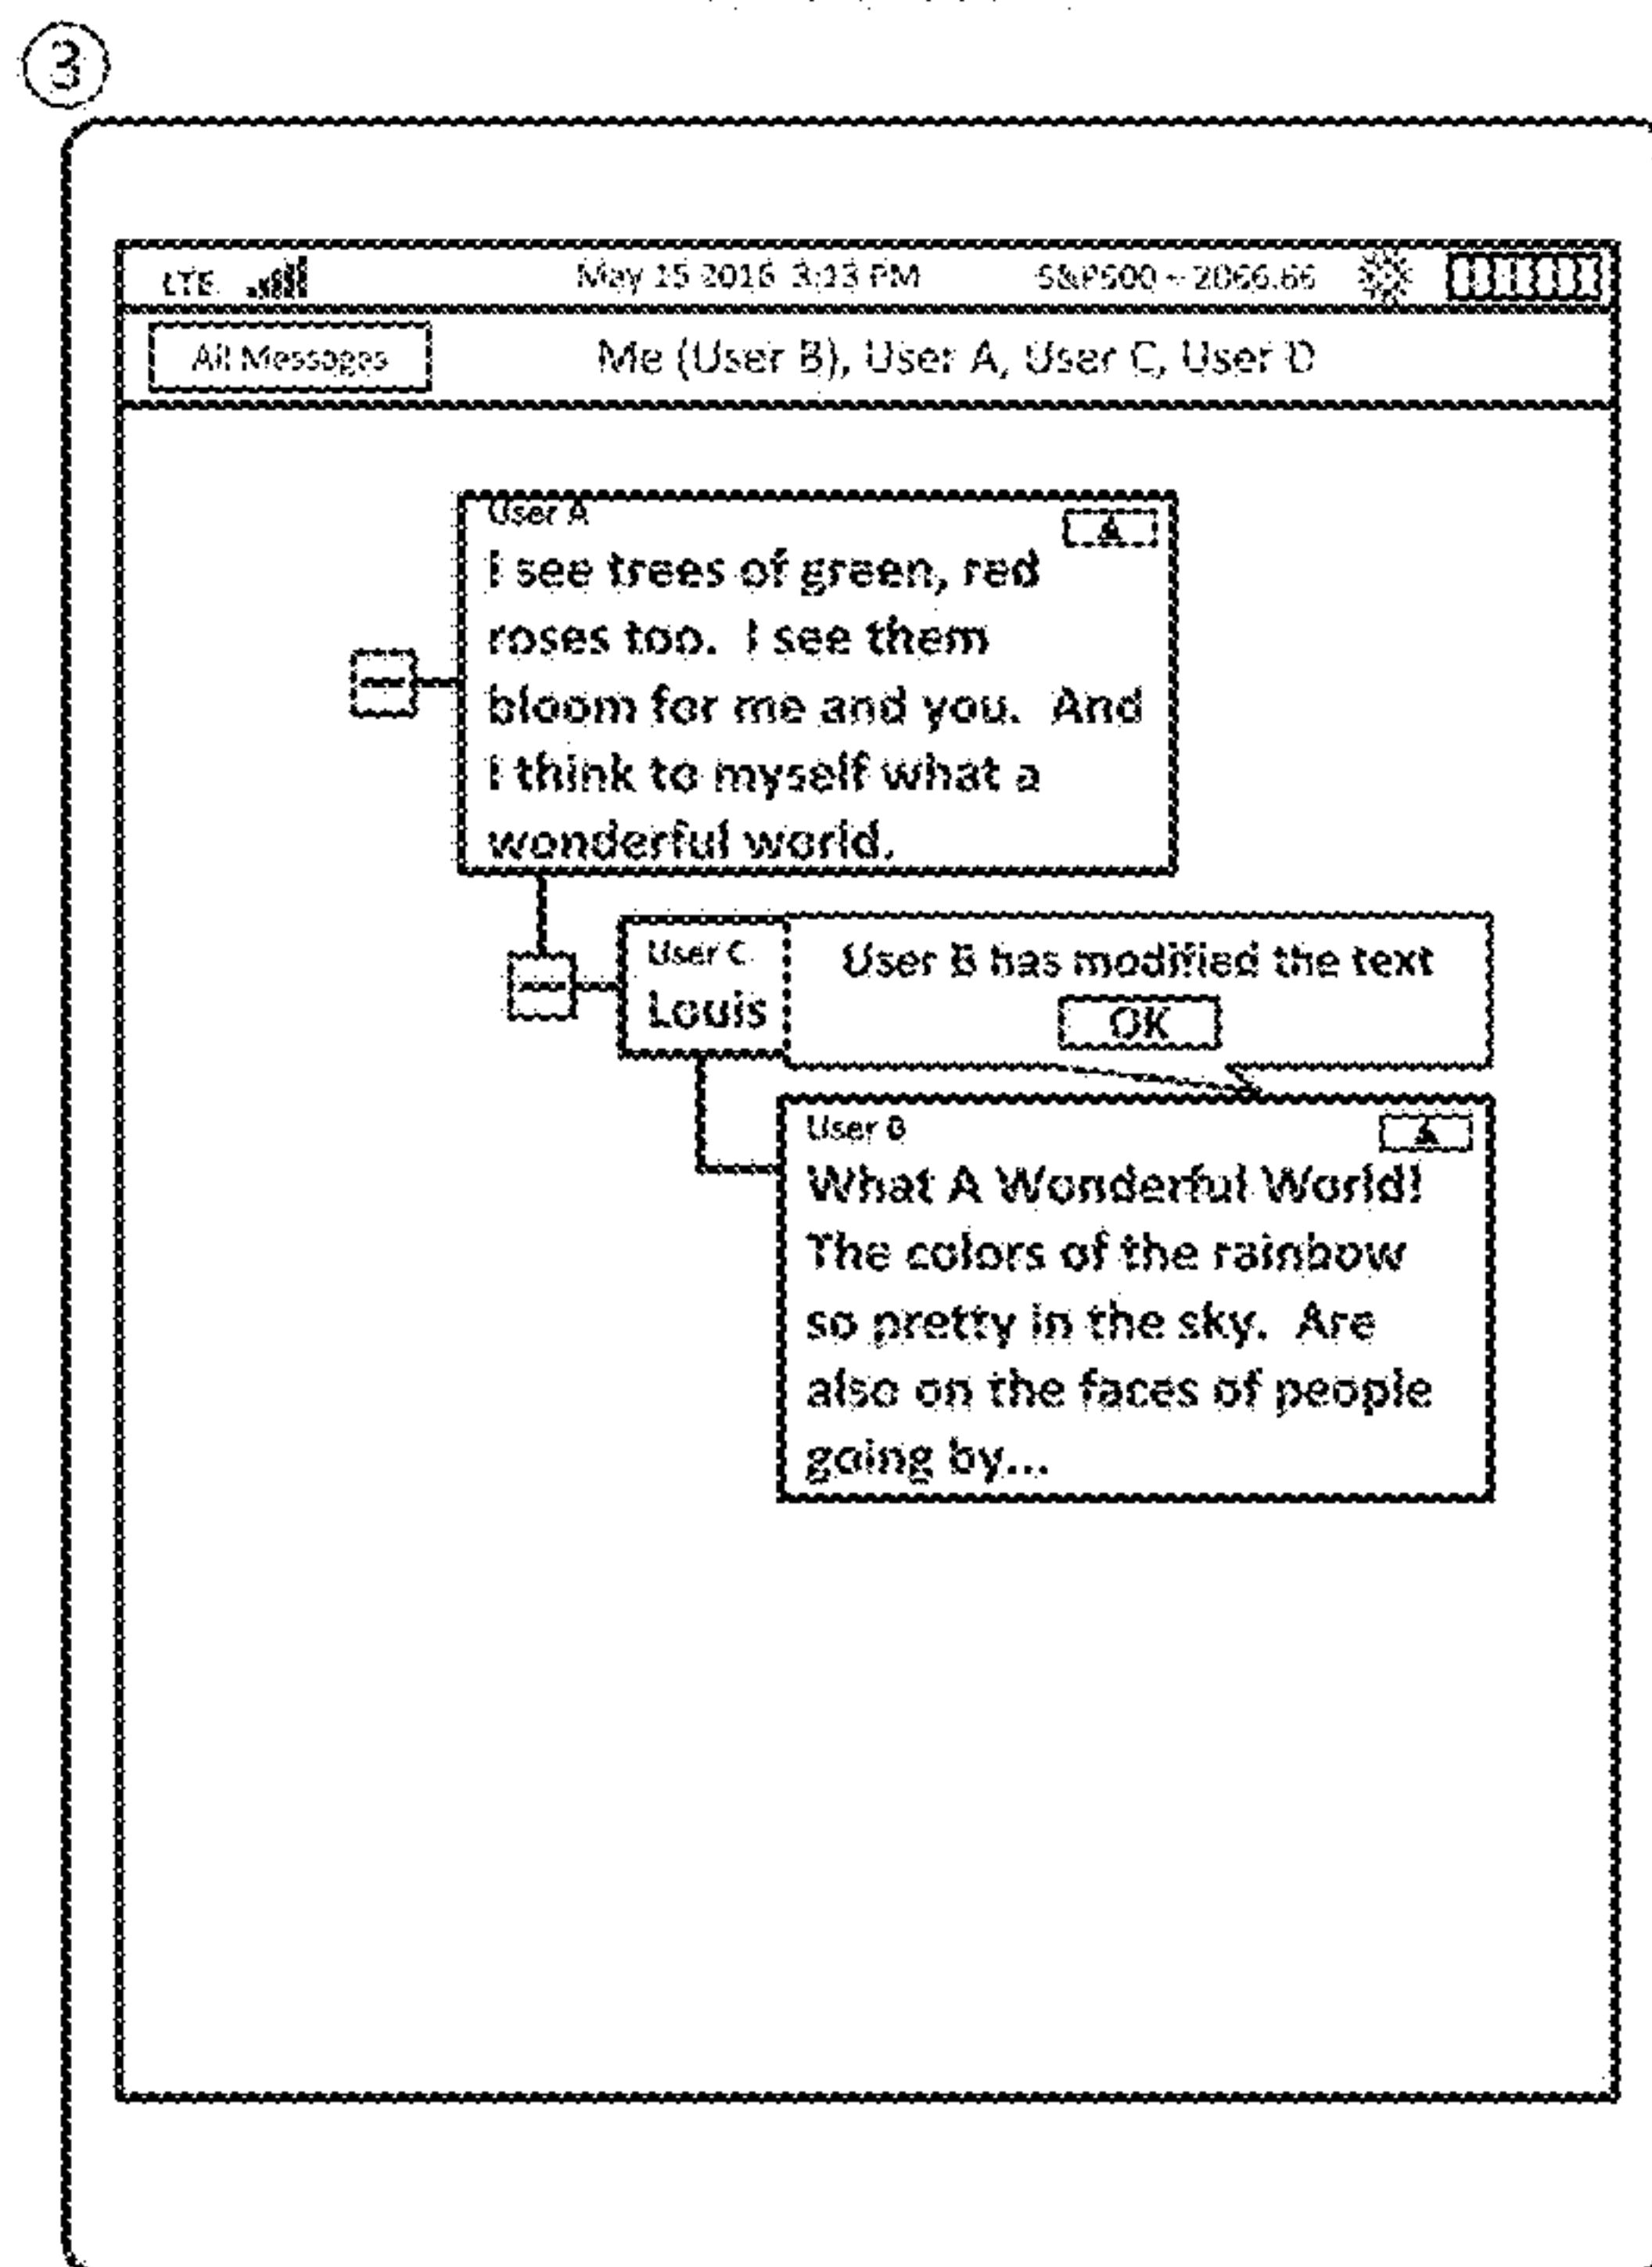 3
LTE May 15 2016 3:13 PM S&P500 - 2066.66
All Messages Me (User B), User A, User C, User D
User A
I see trees of green, red
roses too. I see them
bloom for me and you. And
I think to myself what a
wonderful world.
User C
Louis
User B has modified the text
OK
User B
What A Wonderful World!
The colors of the rainbow
so pretty in the sky. Are
also on the faces of people
going by...